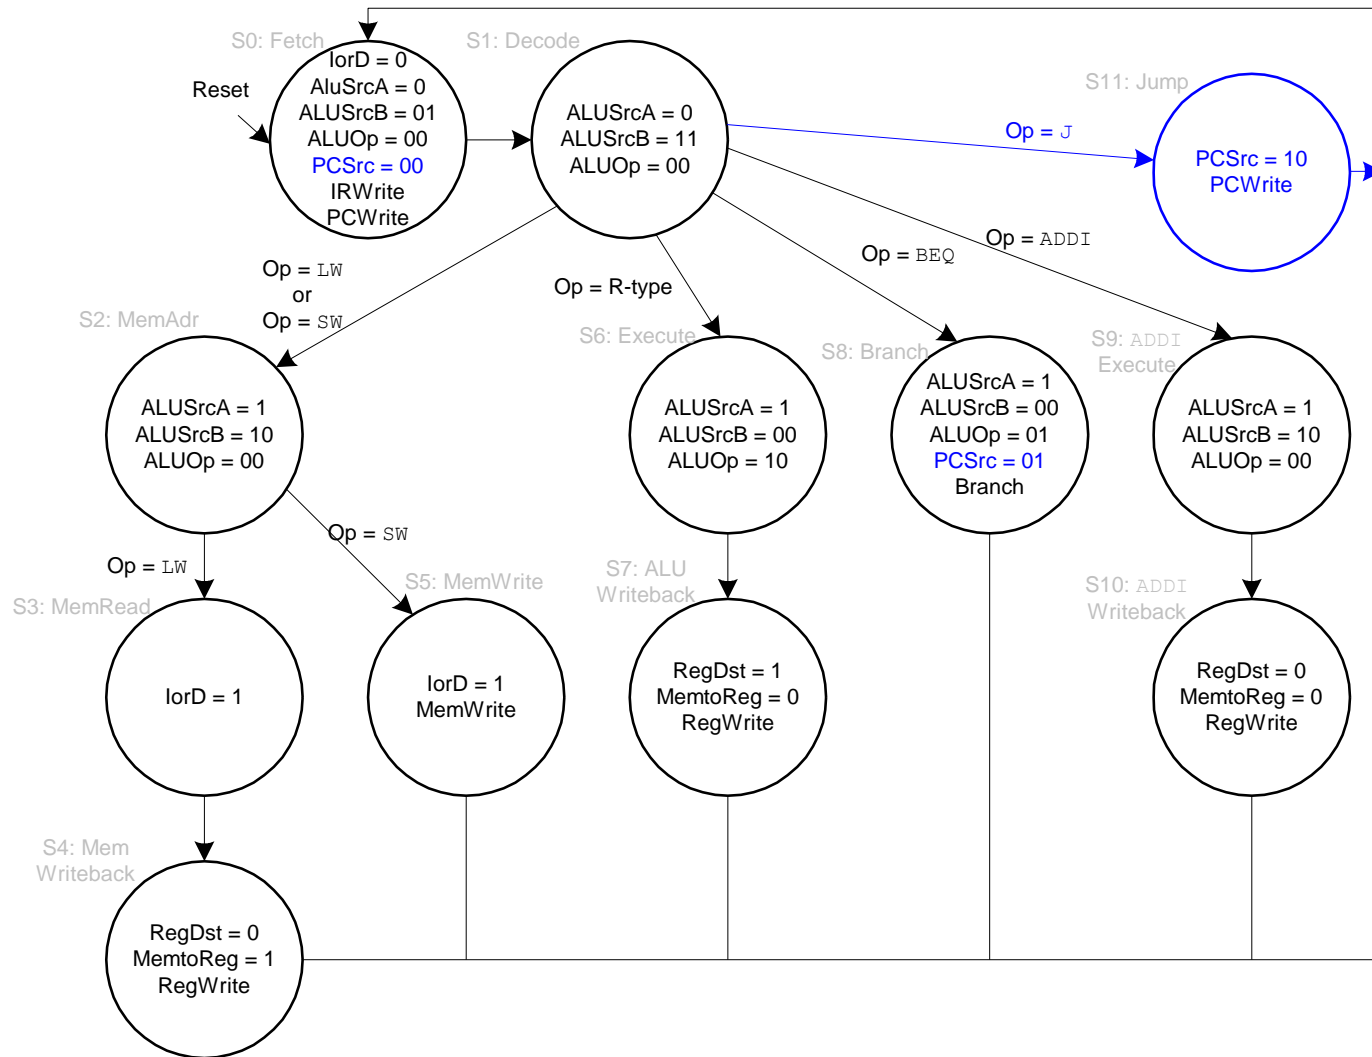 S0: Fetch
IorD = 0
AluSrcA = 0
ALUSrcB = 01
ALUOp = 00
PCSrc = 00
IRWrite
PCWrite
Reset
S1: Decode
ALUSrcA = 0
ALUSrcB = 11
ALUOp = 00
S11: Jump
Op = J
PCSrc = 10
PCWrite
Op = LW
or
Op = SW
Op = R-type
Op = BEQ
Op = ADDI
S2: MemAdr
ALUSrcA = 1
ALUSrcB = 10
ALUOp = 00
S6: Execute
ALUSrcA = 1
ALUSrcB = 00
ALUOp = 10
S8: Branch
ALUSrcA = 1
ALUSrcB = 00
ALUOp = 01
PCSrc = 01
Branch
S9: ADDI
Execute
ALUSrcA = 1
ALUSrcB = 10
ALUOp = 00
Op = LW
Op = SW
S3: MemRead
IorD = 1
S5: MemWrite
IorD = 1
MemWrite
S7: ALU
Writeback
RegDst = 1
MemtoReg = 0
RegWrite
S10: ADDI
Writeback
RegDst = 0
MemtoReg = 0
RegWrite
S4: Mem
Writeback
RegDst = 0
MemtoReg = 1
RegWrite